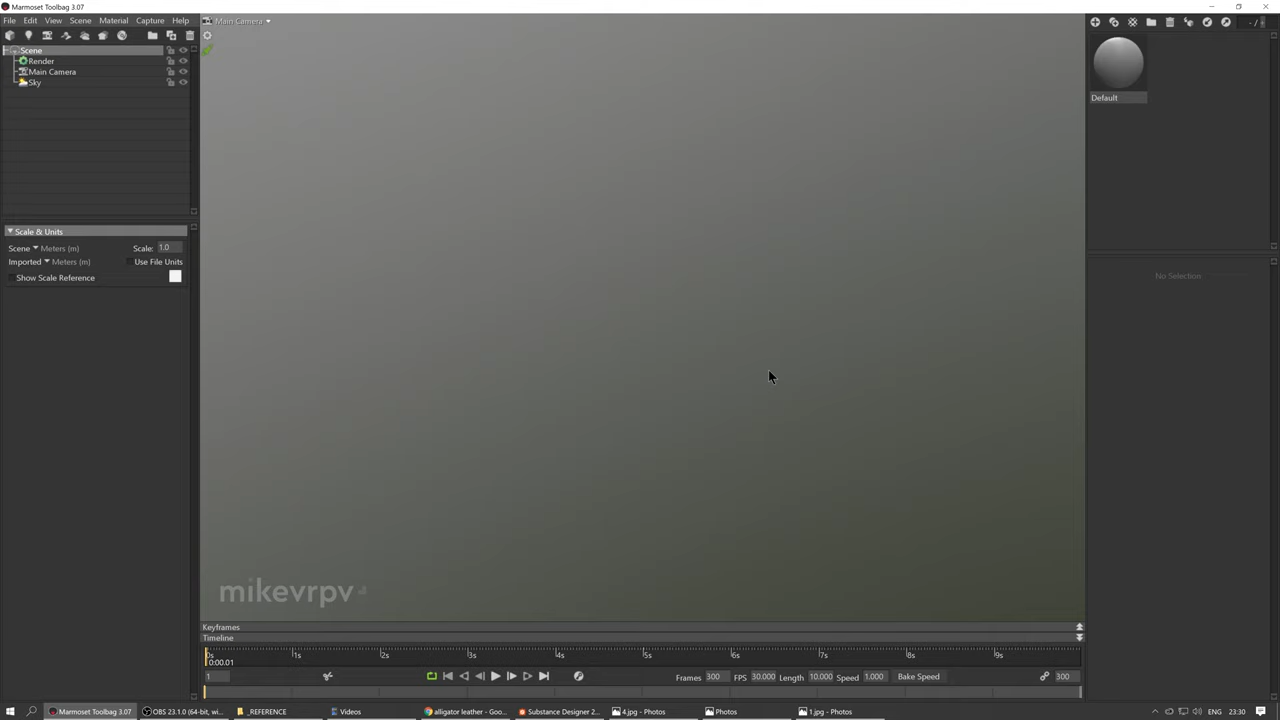 Marmoset Toolbag 3.07
File Edit View Scene Material Capture Help
Main Camera
Scene
Render
Main Camera
Sky
Scale & Units
Scene Meters (m) Scale: 1.0
Imported Meters (m) Use File Units
Show Scale Reference
Default
No Selection
mikevrpv
Keyframes
Timeline
0s 1s 2s 3s 4s 5s 6s 7s 8s 9s
0:00.01
1 Frames 300 FPS 30.000 Length 10.000 Speed 1.000 Bake Speed 300
Marmoset Toolbag 3.07 OBS 23.1.0 (64-bit, wi... _REFERENCE Videos alligator leather - Goo... Substance Designer 2... 4.jpg - Photos Photos 1.jpg - Photos ENG 23:30